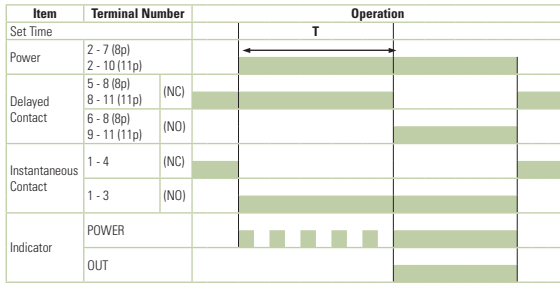 Item Terminal Number Operation
Set Time T
Power 2 - 7 (8p)
2 - 10 (11p)
Delayed Contact 5 - 8 (8p)
8 - 11 (11p) (NC)
6 - 8 (8p)
9 - 11 (11p) (NO)
Instantaneous Contact 1 - 4 (NC)
1 - 3 (NO)
Indicator POWER
OUT